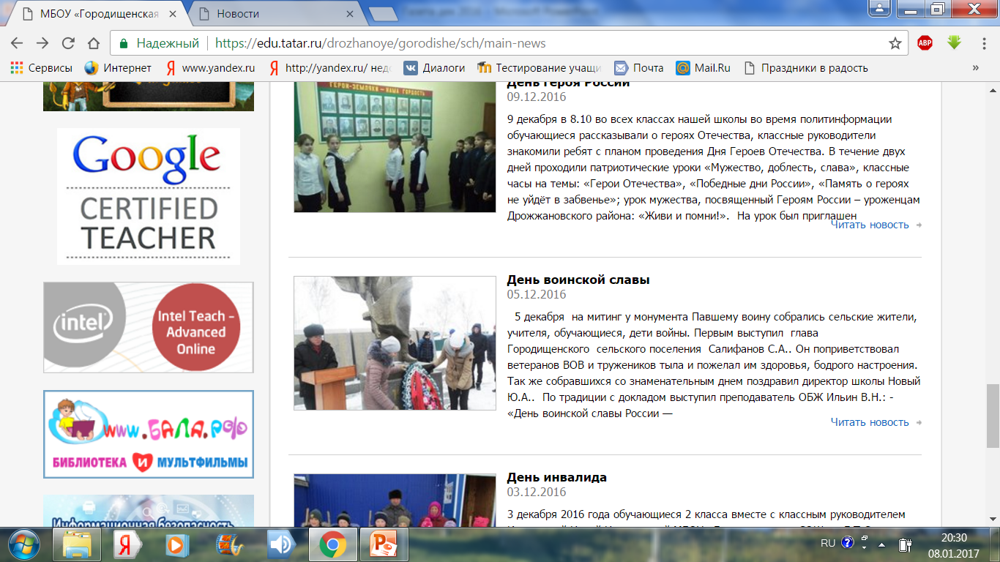 МБОУ «Городищенская
Новости
Надежный
https://edu.tatar.ru/drozhanoye/gorodishe/sch/main-news
ABP
Сервисы
Интернет
www.yandex.ru
http://yandex.ru/ нед
Диалоги
Тестирование учащи
Почта
Mail.Ru
Праздники в радость
»
Google
CERTIFIED
TEACHER
intel
Intel Teach –
Advanced
Online
www.БАЛА.РФ
БИБЛИОТЕКА И МУЛЬТФИЛЬМЫ
Информационная безопасность
ГЕРОИ-ЗЕМЛЯКИ - НАША ГОРДОСТЬ
День Героя России
09.12.2016
9 декабря в 8.10 во всех классах нашей школы во время политинформации
обучающиеся рассказывали о героях Отечества, классные руководители
знакомили ребят с планом проведения Дня Героев Отечества. В течение двух
дней проходили патриотические уроки «Мужество, доблесть, слава», классные
часы на темы: «Герои Отечества», «Победные дни России», «Память о героях
не уйдёт в забвенье»; урок мужества, посвященный Героям России – уроженцам
Дрожжановского района: «Живи и помни!». На урок был приглашен
Читать новость
День воинской славы
05.12.2016
5 декабря на митинг у монумента Павшему воину собрались сельские жители,
учителя, обучающиеся, дети войны. Первым выступил глава
Городищенского сельского поселения Салифанов С.А.. Он поприветствовал
ветеранов ВОВ и тружеников тыла и пожелал им здоровья, бодрого настроения.
Так же собравшихся со знаменательным днем поздравил директор школы Новый
Ю.А.. По традиции с докладом выступил преподаватель ОБЖ Ильин В.Н.: -
«День воинской славы России —
Читать новость
День инвалида
03.12.2016
3 декабря 2016 года обучающиеся 2 класса вместе с классным руководителем
RU
20:30
08.01.2017